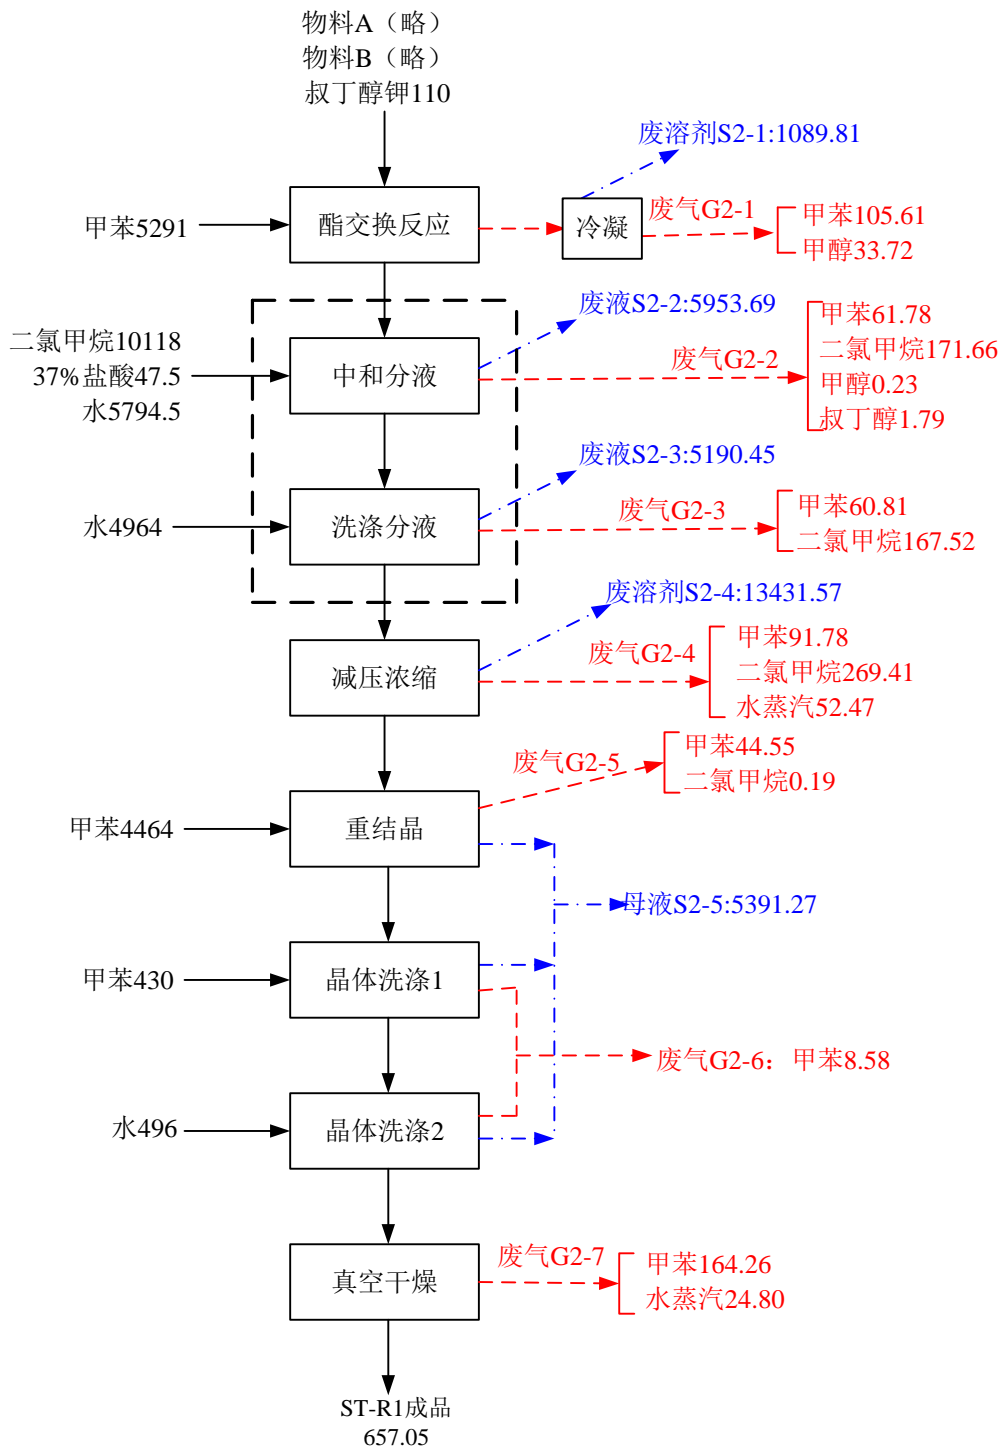 物料A（略）
物料B（略）
叔丁醇钾110
废溶剂S2-1:1089.81
甲苯5291
酯交换反应
冷凝
废气G2-1
甲苯105.61
甲醇33.72
二氯甲烷10118
37%盐酸47.5
水5794.5
中和分液
废液S2-2:5953.69
废气G2-2
甲苯61.78
二氯甲烷171.66
甲醇0.23
叔丁醇1.79
水4964
洗涤分液
废液S2-3:5190.45
废气G2-3
甲苯60.81
二氯甲烷167.52
减压浓缩
废溶剂S2-4:13431.57
废气G2-4
甲苯91.78
二氯甲烷269.41
水蒸汽52.47
废气G2-5
甲苯44.55
二氯甲烷0.19
甲苯4464
重结晶
母液S2-5:5391.27
甲苯430
晶体洗涤1
废气G2-6：甲苯8.58
水496
晶体洗涤2
真空干燥
废气G2-7
甲苯164.26
水蒸汽24.80
ST-R1成品
657.05